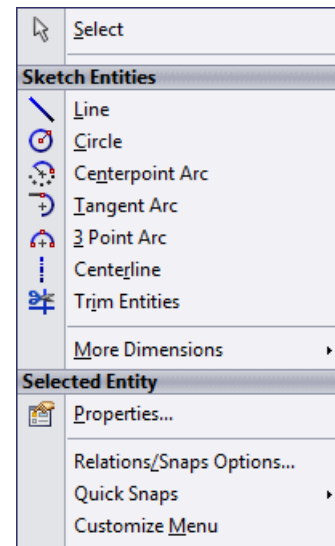 Select
Sketch Entities
Line
Circle
Centerpoint Arc
Tangent Arc
3 Point Arc
Centerline
Trim Entities
More Dimensions
Selected Entity
Properties...
Relations/Snaps Options...
Quick Snaps
Customize Menu